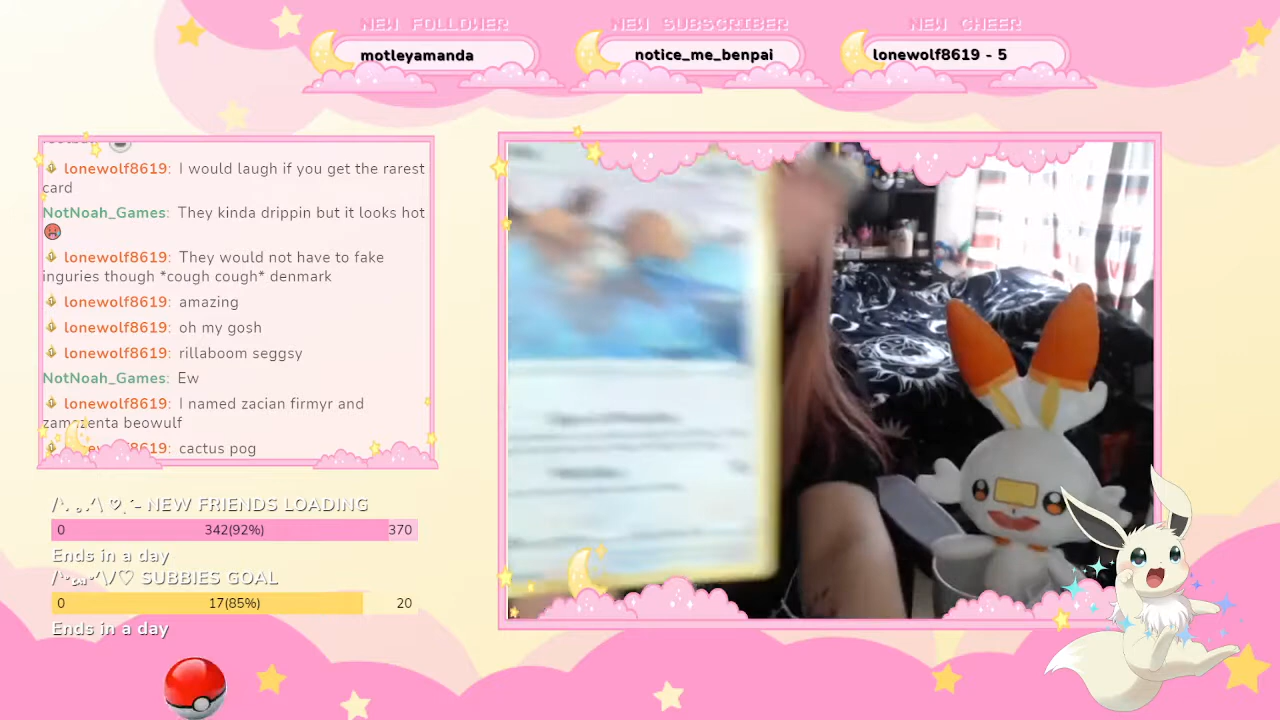 NEW FOLLOWER
NEW SUBSCRIBER
NEW CHEER
motleyamanda
notice_me_benpai
lonewolf8619 - 5
lonewolf8619: I would laugh if you get the rarest
card
NotNoah_Games: They kinda drippin but it looks hot
lonewolf8619: They would not have to fake
inguries though *cough cough* denmark
lonewolf8619: amazing
lonewolf8619: oh my gosh
lonewolf8619: rillaboom seggsy
NotNoah_Games: Ew
lonewolf8619: I named zacian firmyr and
zamazenta beowulf
8619: cactus pog
NEW FRIENDS LOADING
0 342(92%) 370
Ends in a day
SUBBIES GOAL
0 17(85%) 20
Ends in a day